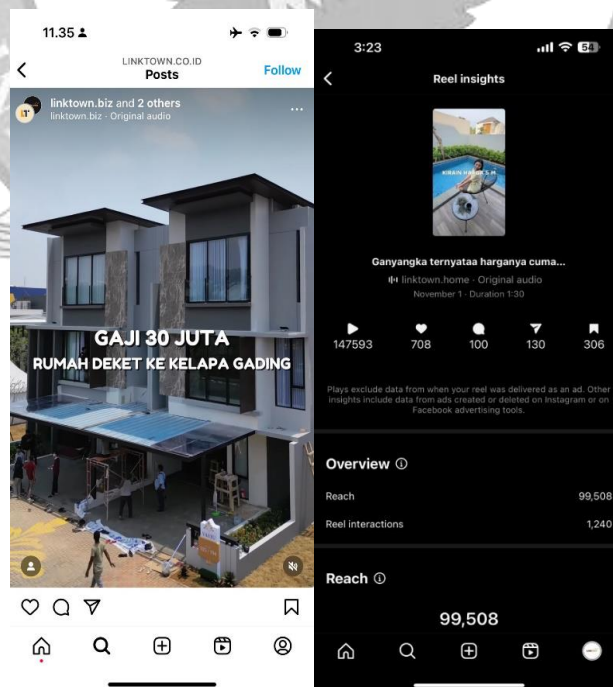 11.35
LINKTOWN.CO.ID
Posts
Follow
linktown.biz and 2 others
linktown.biz · Original audio
GAJI 30 JUTA
RUMAH DEKET KE KELAPA GADING
3:23
54
Reel insights
Ganyangka ternyataa harganya cuma...
linktown.home · Original audio
November 1 · Duration 1:30
147593 708 100 130 306
Plays exclude data from when your reel was delivered as an ad. Other
insights include data from ads created or deleted on Instagram or on
Facebook advertising tools.
Overview
Reach 99,508
Reel interactions 1,240
Reach
99,508